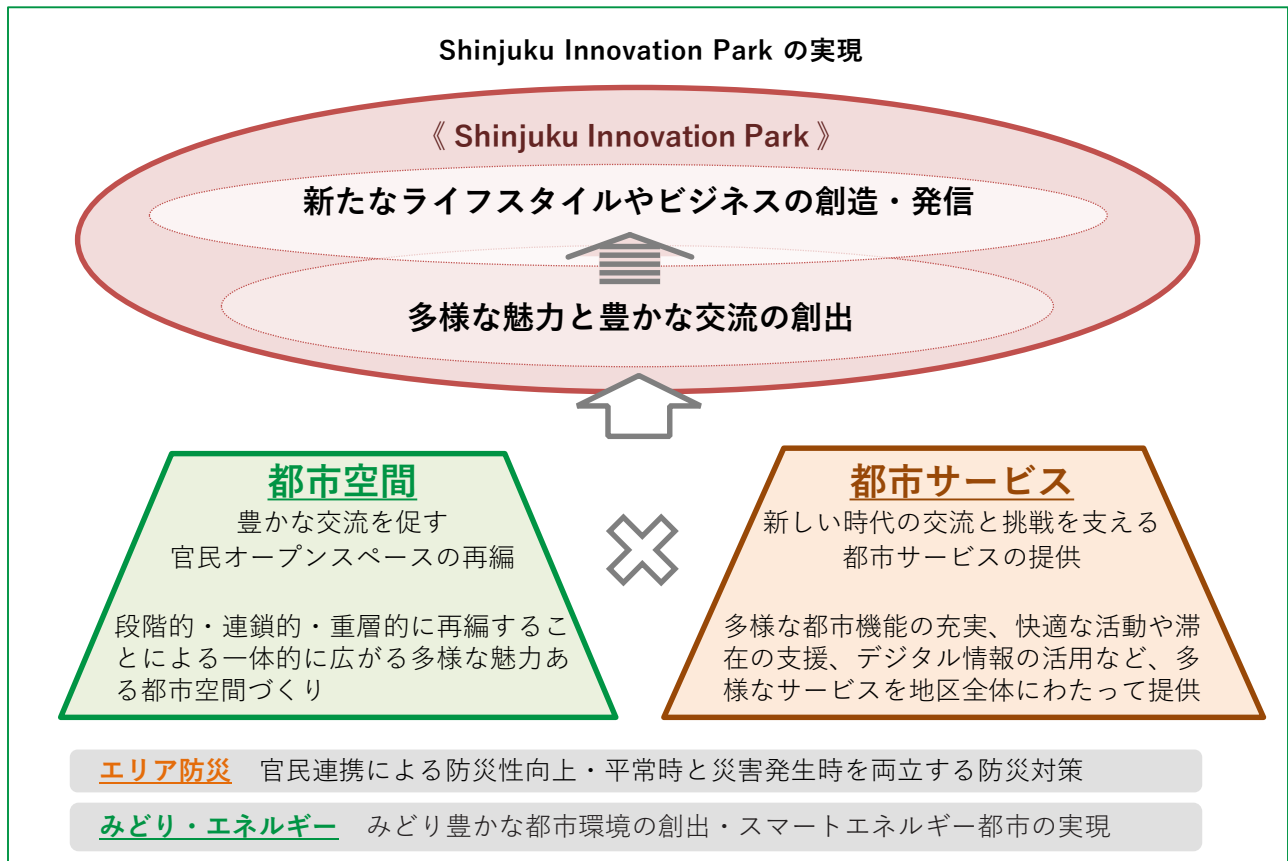 Shinjuku Innovation Park の実現
《 Shinjuku Innovation Park 》
新たなライフスタイルやビジネスの創造・発信
多様な魅力と豊かな交流の創出
都市空間
豊かな交流を促す
官民オープンスペースの再編
段階的・連鎖的・重層的に再編するこ
とによる一体的に広がる多様な魅力あ
る都市空間づくり
都市サービス
新しい時代の交流と挑戦を支える
都市サービスの提供
多様な都市機能の充実、快適な活動や滞
在の支援、デジタル情報の活用など、多
様なサービスを地区全体にわたって提供
エリア防災 官民連携による防災性向上・平常時と災害発生時を両立する防災対策
みどり・エネルギー みどり豊かな都市環境の創出・スマートエネルギー都市の実現